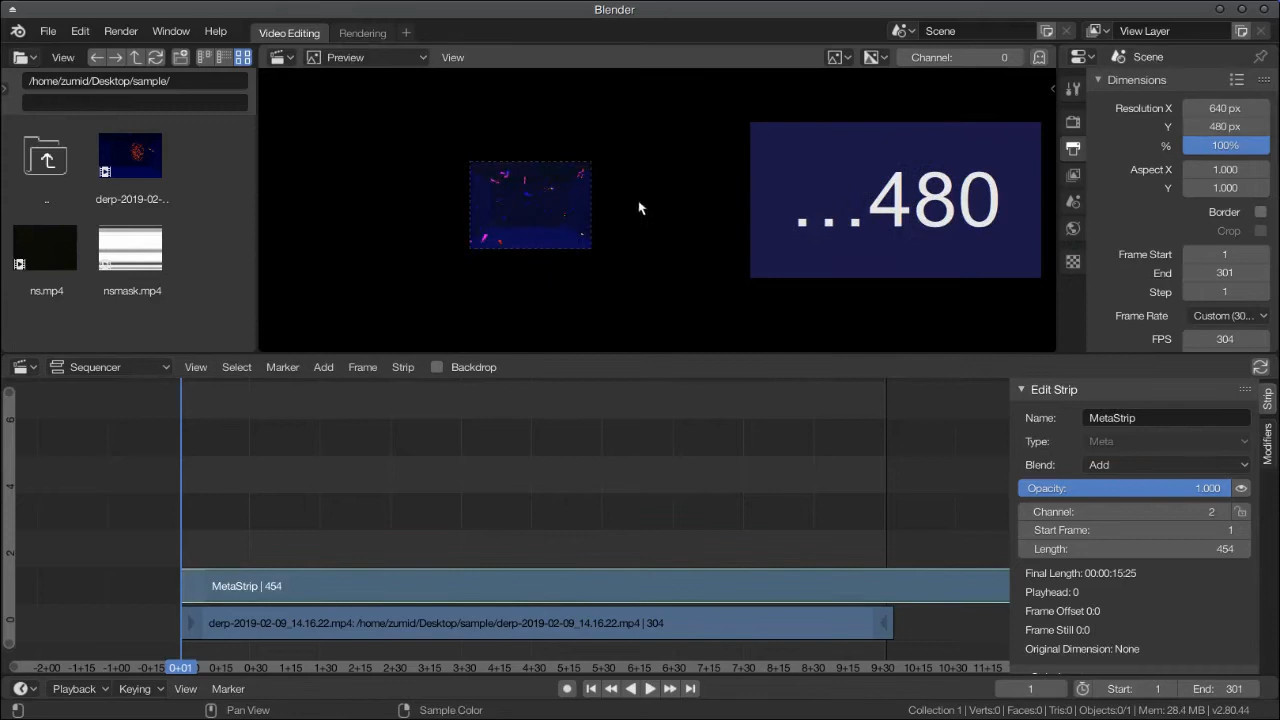 Blender
File Edit Render Window Help
Video Editing Rendering +
Scene
View Layer
View
Preview
View
Channel: 0
Scene
/home/zumid/Desktop/sample/
..
derp-2019-02-..
ns.mp4
nsmask.mp4
...480
Dimensions
Resolution X 640 px
Y 480 px
% 100%
Aspect X 1.000
Y 1.000
Border
Crop
Frame Start 1
End 301
Step 1
Frame Rate Custom (30...
FPS 304
Sequencer View Select Marker Add Frame Strip Backdrop
6
4
2
0
MetaStrip | 454
derp-2019-02-09_14.16.22.mp4: /home/zumid/Desktop/sample/derp-2019-02-09_14.16.22.mp4 | 304
-2+00 -1+15 -1+00 -0+15 0+01 0+15 0+30 1+15 1+30 2+15 3+00 3+15 4+00 4+15 5+00 5+15 6+00 6+15 7+00 7+15 8+00 8+15 9+00 9+30 10+15 11+15
Edit Strip
Name: MetaStrip
Type: Meta
Blend: Add
Opacity: 1.000
Channel: 2
Start Frame: 1
Length: 454
Final Length: 00:00:15:25
Playhead: 0
Frame Offset 0:0
Frame Still 0:0
Original Dimension: None
Strip
Modifiers
Playback Keying View Marker
1
Start: 1
End: 301
Pan View
Sample Color
Collection 1 | Verts:0 | Faces:0 | Tris:0 | Objects:0/1 | Mem: 28.4 MB | v2.80.44